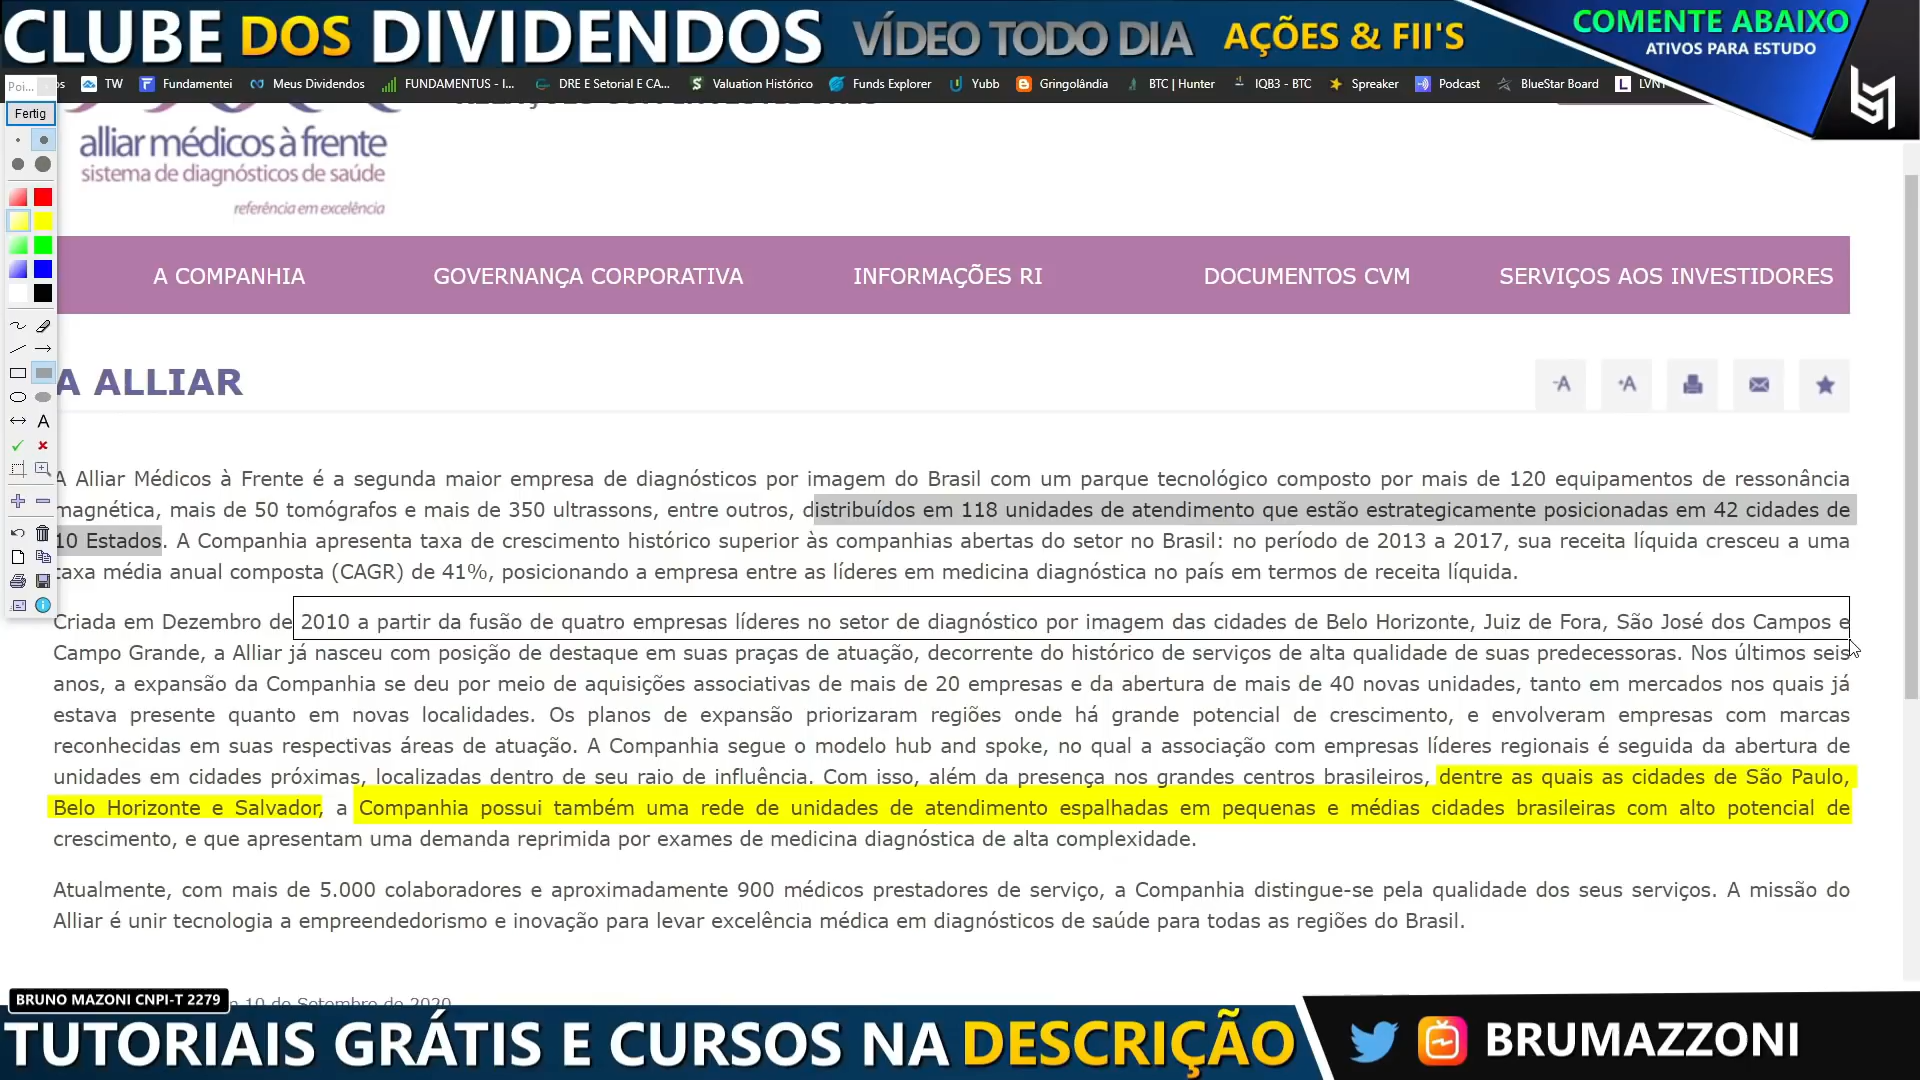 CLUBE DOS DIVIDENDOS VÍDEO TODO DIA AÇÕES & FII'S
COMENTE ABAIXO
ATIVOS PARA ESTUDO
Poi... os TW Fundamentei Meus Dividendos FUNDAMENTUS - I... DRE E Setorial E CA... Valuation Histórico Funds Explorer Yubb Gringolândia BTC | Hunter IQB3 - BTC Spreaker Podcast BlueStar Board LVNT
Fertig
alliar médicos à frente
sistema de diagnósticos de saúde
referência em excelência
A COMPANHIA GOVERNANÇA CORPORATIVA INFORMAÇÕES RI DOCUMENTOS CVM SERVIÇOS AOS INVESTIDORES
A ALLIAR
-A +A
A Alliar Médicos à Frente é a segunda maior empresa de diagnósticos por imagem do Brasil com um parque tecnológico composto por mais de 120 equipamentos de ressonância
magnética, mais de 50 tomógrafos e mais de 350 ultrassons, entre outros, distribuídos em 118 unidades de atendimento que estão estrategicamente posicionadas em 42 cidades de
10 Estados. A Companhia apresenta taxa de crescimento histórico superior às companhias abertas do setor no Brasil: no período de 2013 a 2017, sua receita líquida cresceu a uma
taxa média anual composta (CAGR) de 41%, posicionando a empresa entre as líderes em medicina diagnóstica no país em termos de receita líquida.
Criada em Dezembro de 2010 a partir da fusão de quatro empresas líderes no setor de diagnóstico por imagem das cidades de Belo Horizonte, Juiz de Fora, São José dos Campos e
Campo Grande, a Alliar já nasceu com posição de destaque em suas praças de atuação, decorrente do histórico de serviços de alta qualidade de suas predecessoras. Nos últimos seis
anos, a expansão da Companhia se deu por meio de aquisições associativas de mais de 20 empresas e da abertura de mais de 40 novas unidades, tanto em mercados nos quais já
estava presente quanto em novas localidades. Os planos de expansão priorizaram regiões onde há grande potencial de crescimento, e envolveram empresas com marcas
reconhecidas em suas respectivas áreas de atuação. A Companhia segue o modelo hub and spoke, no qual a associação com empresas líderes regionais é seguida da abertura de
unidades em cidades próximas, localizadas dentro de seu raio de influência. Com isso, além da presença nos grandes centros brasileiros, dentre as quais as cidades de São Paulo,
Belo Horizonte e Salvador, a Companhia possui também uma rede de unidades de atendimento espalhadas em pequenas e médias cidades brasileiras com alto potencial de
crescimento, e que apresentam uma demanda reprimida por exames de medicina diagnóstica de alta complexidade.
Atualmente, com mais de 5.000 colaboradores e aproximadamente 900 médicos prestadores de serviço, a Companhia distingue-se pela qualidade dos seus serviços. A missão do
Alliar é unir tecnologia a empreendedorismo e inovação para levar excelência médica em diagnósticos de saúde para todas as regiões do Brasil.
10 de Setembro de 2020
BRUNO MAZONI CNPI-T 2279
TUTORIAIS GRÁTIS E CURSOS NA DESCRIÇÃO
BRUMAZZONI